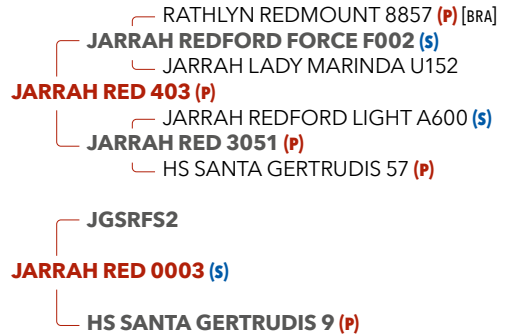 RATHLYN REDMOUNT 8857 (P) [BRA]
JARRAH REDFORD FORCE F002 (S)
JARRAH LADY MARINDA U152
JARRAH RED 403 (P)
JARRAH REDFORD LIGHT A600 (S)
JARRAH RED 3051 (P)
HS SANTA GERTRUDIS 57 (P)
JGSRFS2
JARRAH RED 0003 (S)
HS SANTA GERTRUDIS 9 (P)